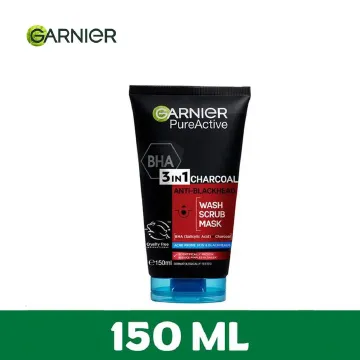 GARNIER
GARNIER
PureActive
BHA
3IN1 CHARCOAL
ANTI-BLACKHEAD
WASH
SCRUB
MASK
BHA (Salicylic Acid) Charcoal
Cruelty free
150ml
150 ML